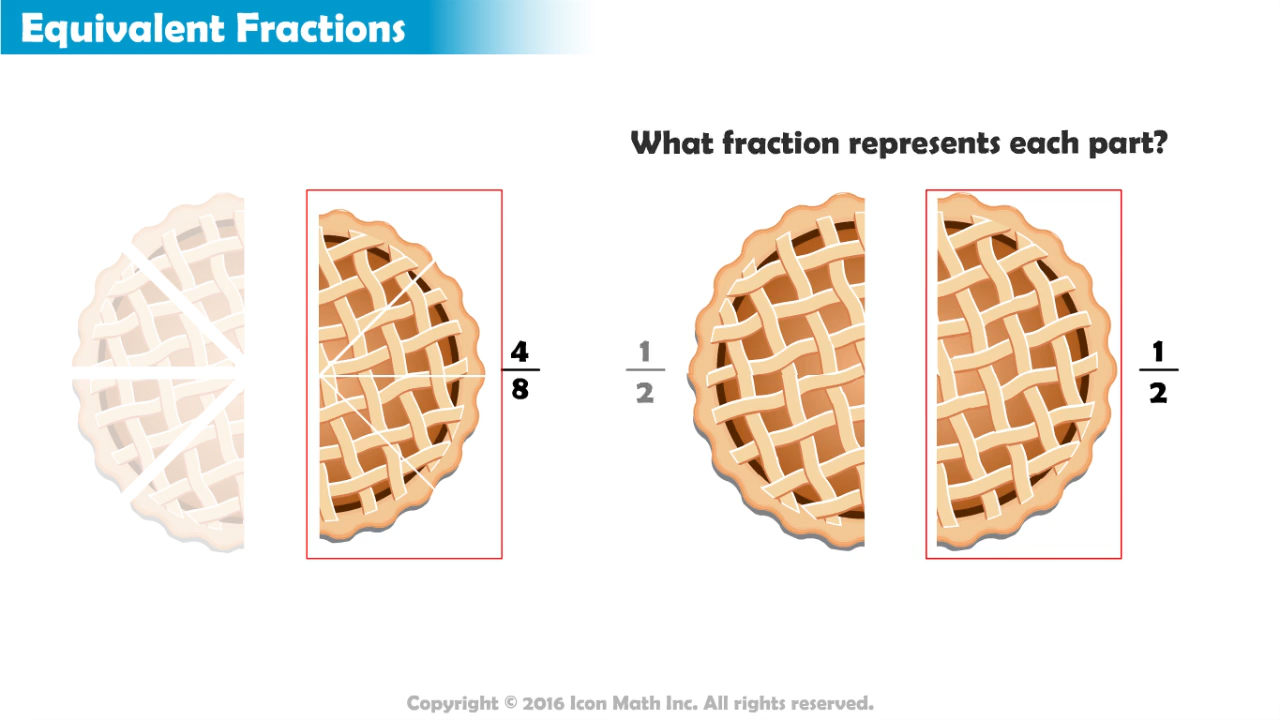 Equivalent Fractions
What fraction represents each part?
4
8
1
2
1
2
Copyright © 2016 Icon Math Inc. All rights reserved.